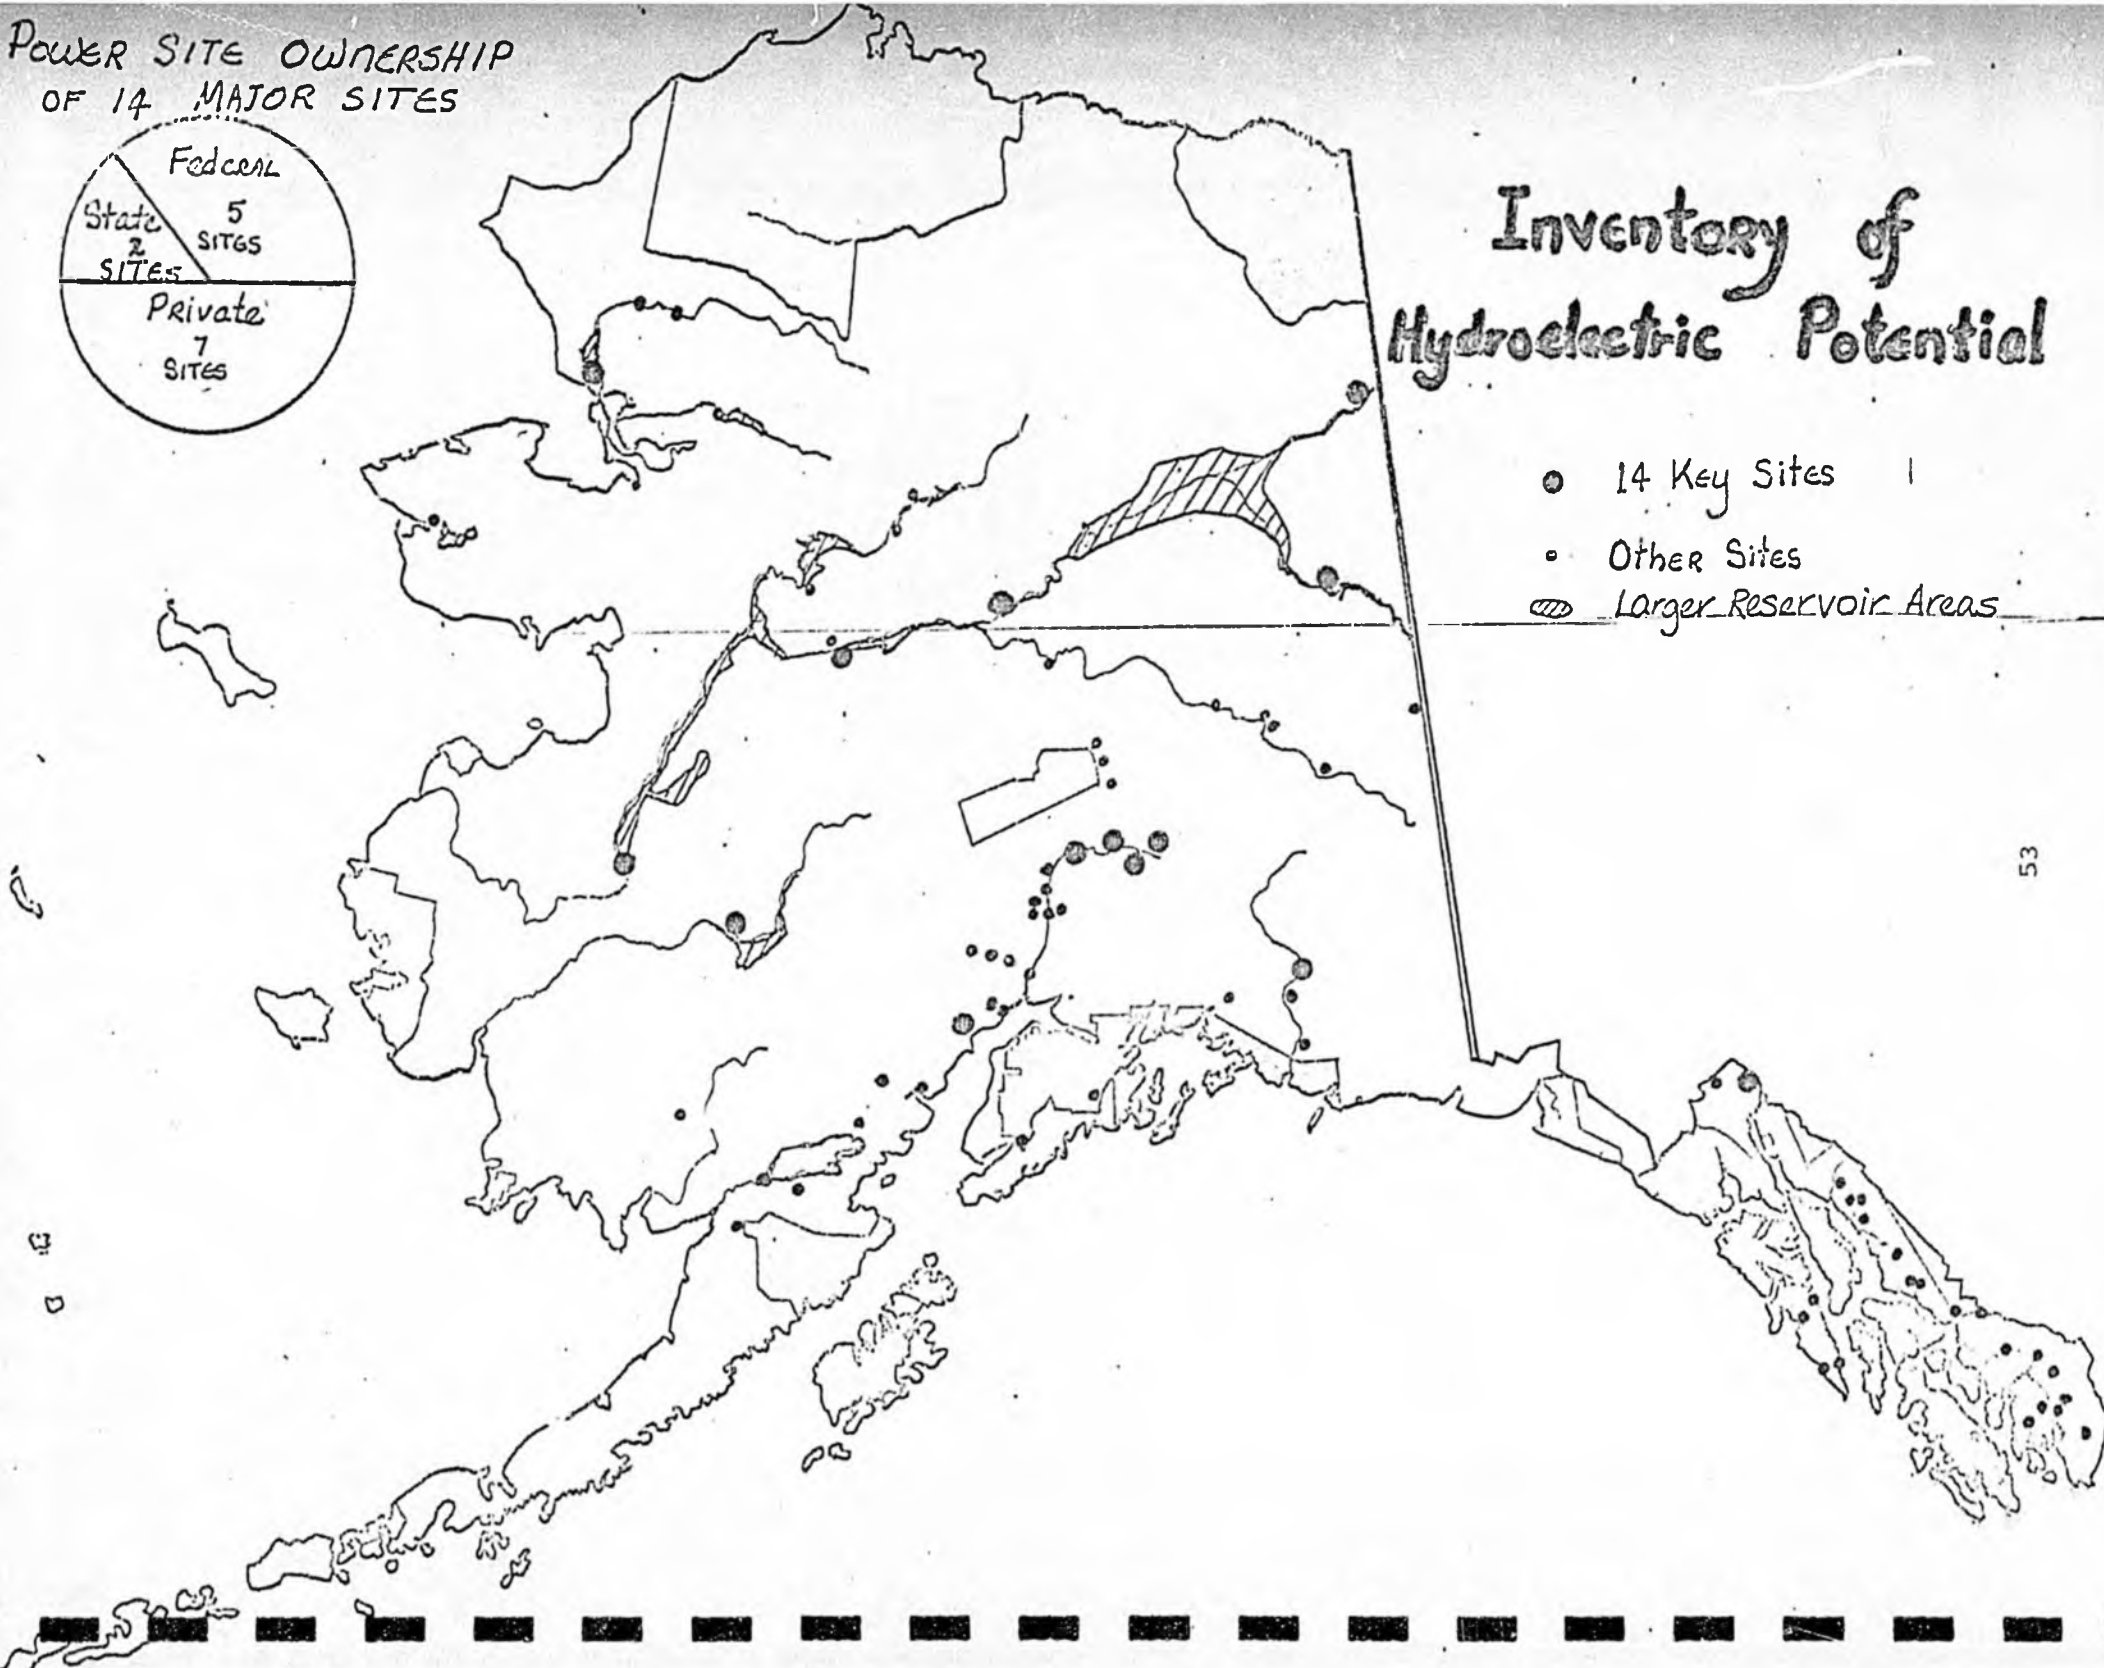 POWER SITE OWNERSHIP
OF 14 MAJOR SITES
Federal
5
SITES
State
2
SITES
Private
7
SITES
Inventory of
Hydroelectric Potential
14 Key Sites
Other Sites
Larger Reservoir Areas
53